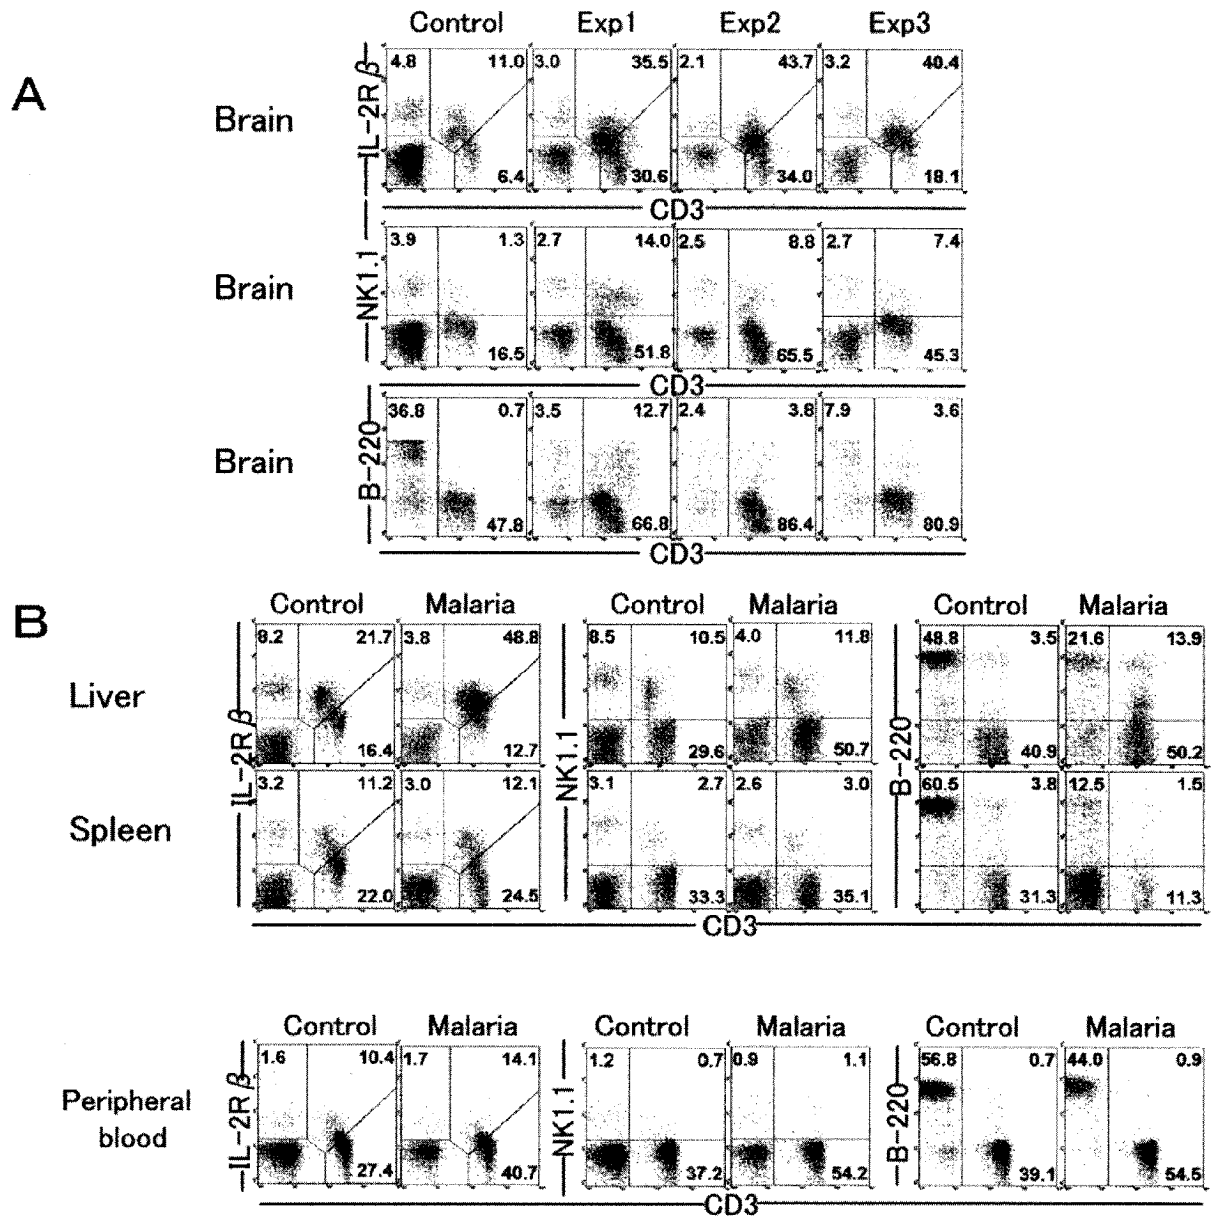 Control Exp1 Exp2 Exp3
A
Brain
IL-2Rβ
4.8 11.0 3.0 35.5 2.1 43.7 3.2 40.4
6.4 30.6 34.0 18.1
CD3
Brain
NK1.1
3.9 1.3 2.7 14.0 2.5 8.8 2.7 7.4
16.5 51.8 65.5 45.3
CD3
Brain
B-220
36.8 0.7 3.5 12.7 2.4 3.8 7.9 3.6
47.8 66.8 86.4 80.9
CD3
B
Control Malaria Control Malaria Control Malaria
Liver
8.2 21.7 3.8 48.8 8.5 10.5 4.0 11.8 48.8 3.5 21.6 13.9
16.4 12.7 29.6 50.7 40.9 50.2
IL-2Rβ NK1.1 B-220
Spleen
3.2 11.2 3.0 12.1 3.1 2.7 2.6 3.0 60.5 3.8 12.5 1.5
22.0 24.5 33.3 35.1 31.3 11.3
CD3
Control Malaria Control Malaria Control Malaria
Peripheral
blood
IL-2Rβ NK1.1 B-220
1.6 10.4 1.7 14.1 1.2 0.7 0.9 1.1 56.8 0.7 44.0 0.9
27.4 40.7 37.2 54.2 39.1 54.5
CD3